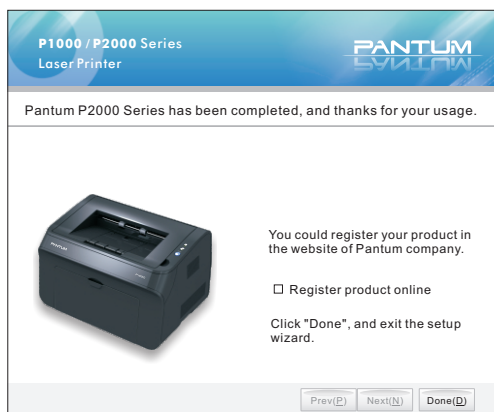 P1000 / P2000 Series
Laser Printer
PANTUM
Pantum P2000 Series has been completed, and thanks for your usage.
PANTUM
You could register your product in
the website of Pantum company.
Register product online
Click "Done", and exit the setup
wizard.
Prev(P) Next(N) Done(D)